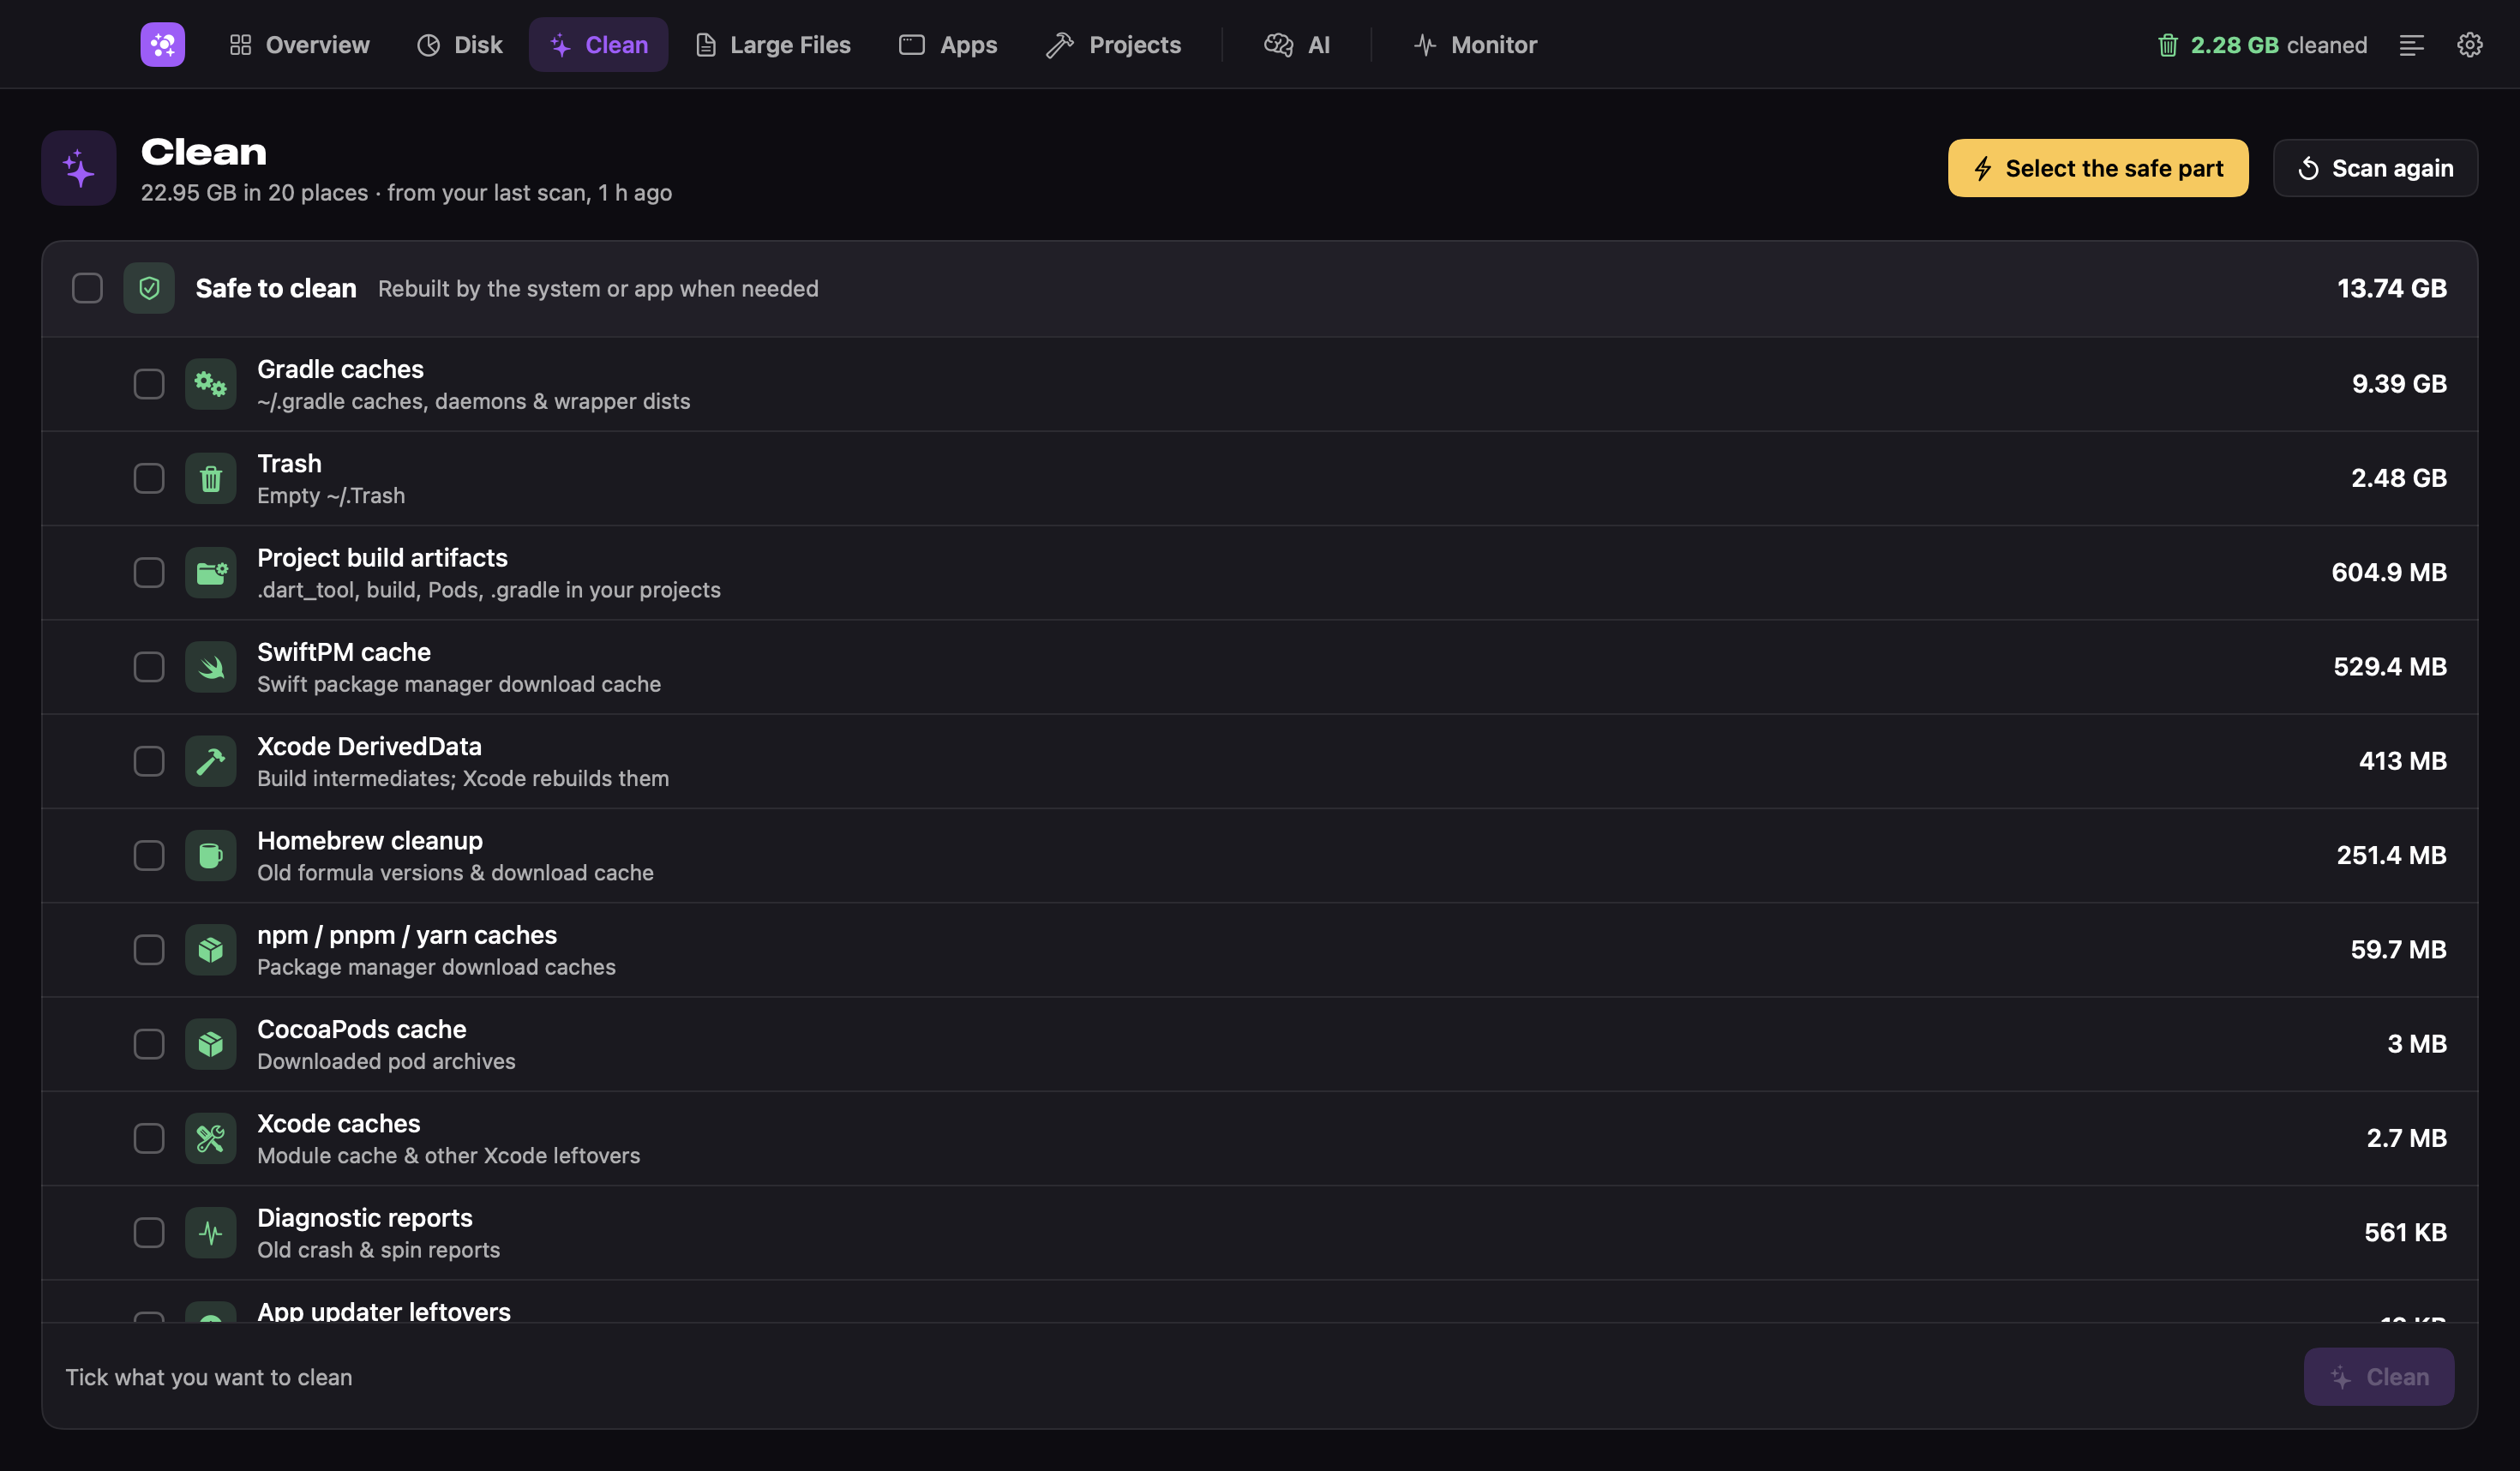 Overview
Disk
Clean
Large Files
Apps
Projects
AI
Monitor
2.28 GB cleaned
Clean
22.95 GB in 20 places · from your last scan, 1 h ago
Select the safe part
Scan again
Safe to clean Rebuilt by the system or app when needed 13.74 GB
Gradle caches
~/.gradle caches, daemons & wrapper dists
9.39 GB
Trash
Empty ~/.Trash
2.48 GB
Project build artifacts
.dart_tool, build, Pods, .gradle in your projects
604.9 MB
SwiftPM cache
Swift package manager download cache
529.4 MB
Xcode DerivedData
Build intermediates; Xcode rebuilds them
413 MB
Homebrew cleanup
Old formula versions & download cache
251.4 MB
npm / pnpm / yarn caches
Package manager download caches
59.7 MB
CocoaPods cache
Downloaded pod archives
3 MB
Xcode caches
Module cache & other Xcode leftovers
2.7 MB
Diagnostic reports
Old crash & spin reports
561 KB
App updater leftovers
Tick what you want to clean
Clean